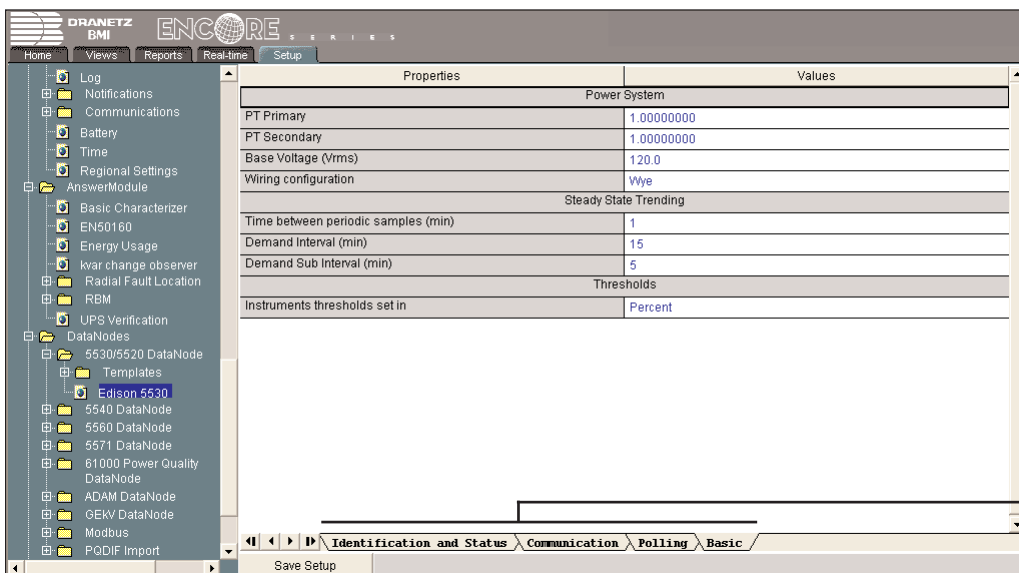 DRANETZ
BMI
ENCORE
SERIES
Home Views Reports Real-time Setup
Log
Notifications
Communications
Battery
Time
Regional Settings
AnswerModule
Basic Characterizer
EN50160
Energy Usage
kvar change observer
Radial Fault Location
RBM
UPS Verification
DataNodes
5530/5520 DataNode
Templates
Edison 5530
5540 DataNode
5560 DataNode
5571 DataNode
61000 Power Quality
DataNode
ADAM DataNode
GEkV DataNode
Modbus
PQDIF Import
Properties Values
Power System
PT Primary 1.00000000
PT Secondary 1.00000000
Base Voltage (Vrms) 120.0
Wiring configuration Wye
Steady State Trending
Time between periodic samples (min) 1
Demand Interval (min) 15
Demand Sub Interval (min) 5
Thresholds
Instruments thresholds set in Percent
Identification and Status Communication Polling Basic
Save Setup